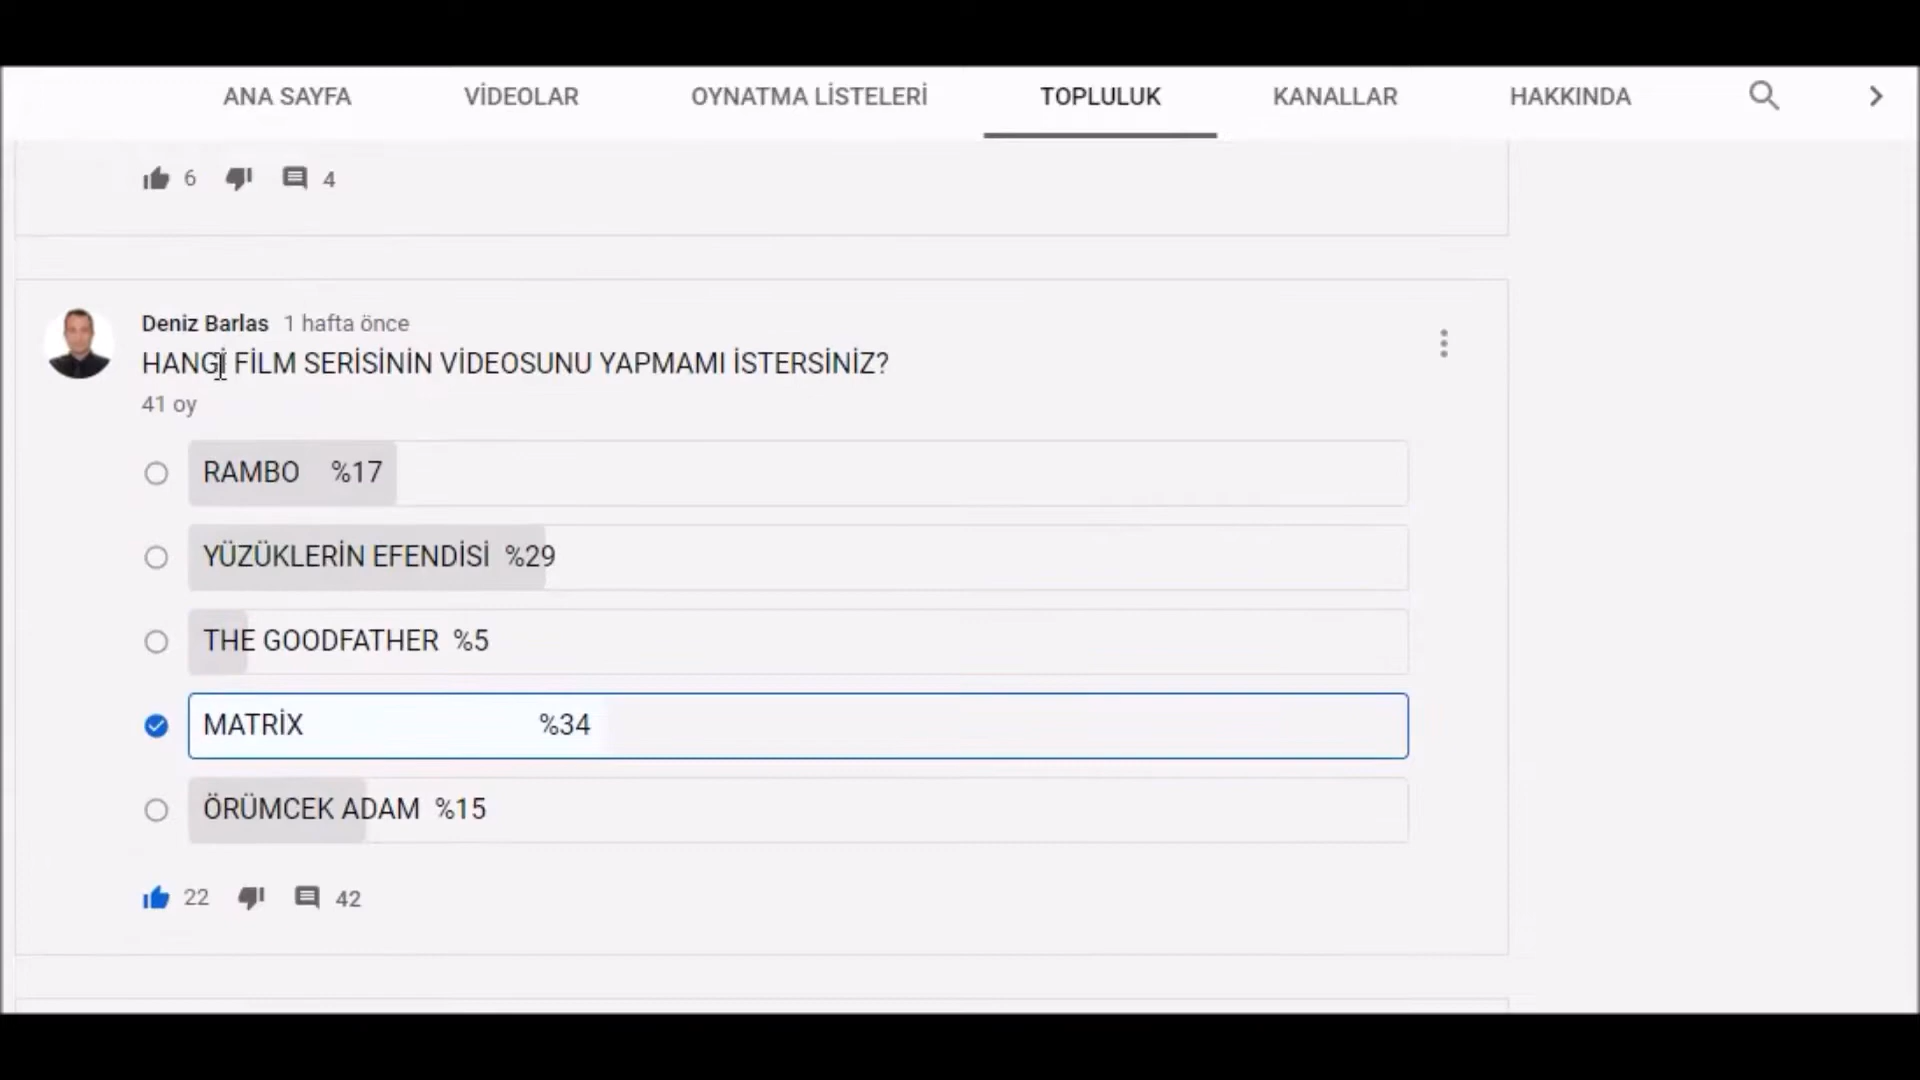 ANA SAYFA VİDEOLAR OYNATMA LİSTELERİ TOPLULUK KANALLAR HAKKINDA
6 4
Deniz Barlas 1 hafta önce
HANGİ FİLM SERİSİNİN VİDEOSUNU YAPMAMI İSTERSİNİZ?
41 oy
RAMBO %17
YÜZÜKLERİN EFENDİSİ %29
THE GOODFATHER %5
MATRİX %34
ÖRÜMCEK ADAM %15
22 42